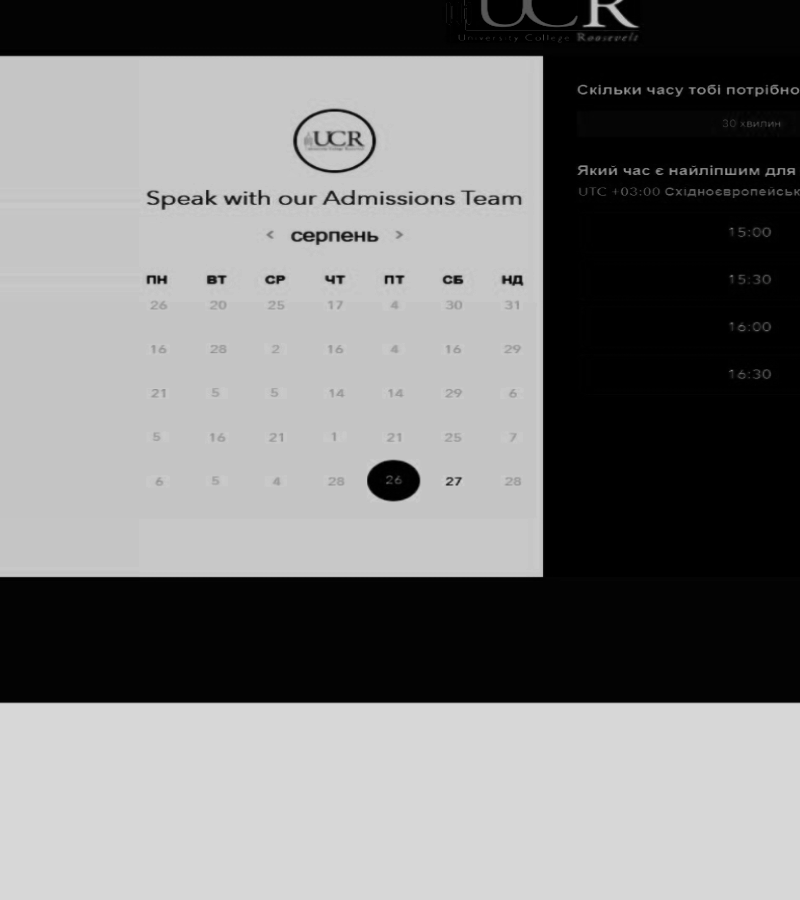 UCR
University College Roosevelt
UCR
Speak with our Admissions Team
< серпень >
ПН ВТ СР ЧТ ПТ СБ НД
26 20 25 17 4 30 31
16 28 2 16 4 16 29
21 5 5 14 14 29 6
5 16 21 1 21 25 7
6 5 4 28 26 27 28
Скільки часу тобі потрібно
30 хвилин
Який час є найліпшим для
UTC +03:00 Східноєвропейськ
15:00
15:30
16:00
16:30